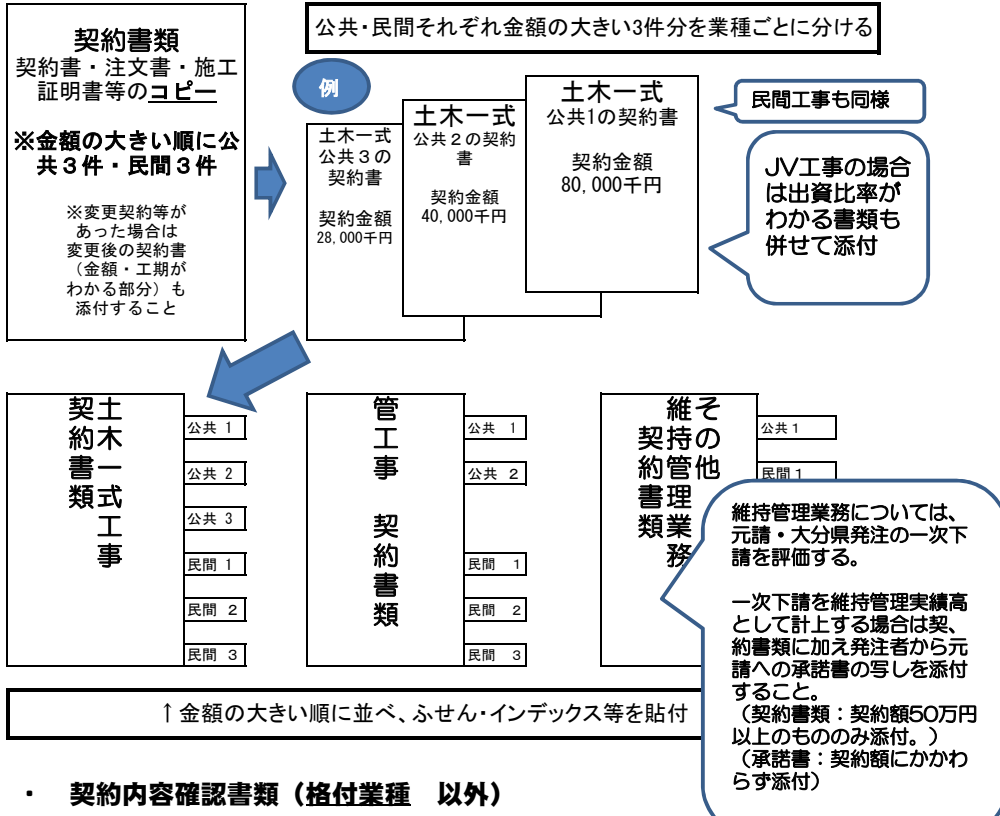 契約書類
契約書・注文書・施工
証明書等のコピー
※金額の大きい順に公
共３件・民間３件
※変更契約等が
あった場合は
変更後の契約書
（金額・工期が
わかる部分）も
添付すること
公共・民間それぞれ金額の大きい3件分を業種ごとに分ける
例
土木一式
公共３の
契約書
契約金額
28,000千円
土木一式
公共２の契約
書
契約金額
40,000千円
土木一式
公共1の契約書
契約金額
80,000千円
民間工事も同様
JV工事の場合
は出資比率が
わかる書類も
併せて添付
土木一式工事
契約書類
公共 1
公共 2
公共 3
民間 1
民間 2
民間 3
管工事 契約書類
公共 1
公共 2
民間 1
民間 2
民間 3
その他
維持管理業務
契約書類
公共1
民間1
維持管理業務については、
元請・大分県発注の一次下
請を評価する。
一次下請を維持管理実績高
として計上する場合は契、
約書類に加え発注者から元
請への承諾書の写しを添付
すること。
（契約書類：契約額50万円
以上のもののみ添付。）
（承諾書：契約額にかかわ
らず添付）
↑金額の大きい順に並べ、ふせん・インデックス等を貼付
・ 契約内容確認書類（格付業種 以外）